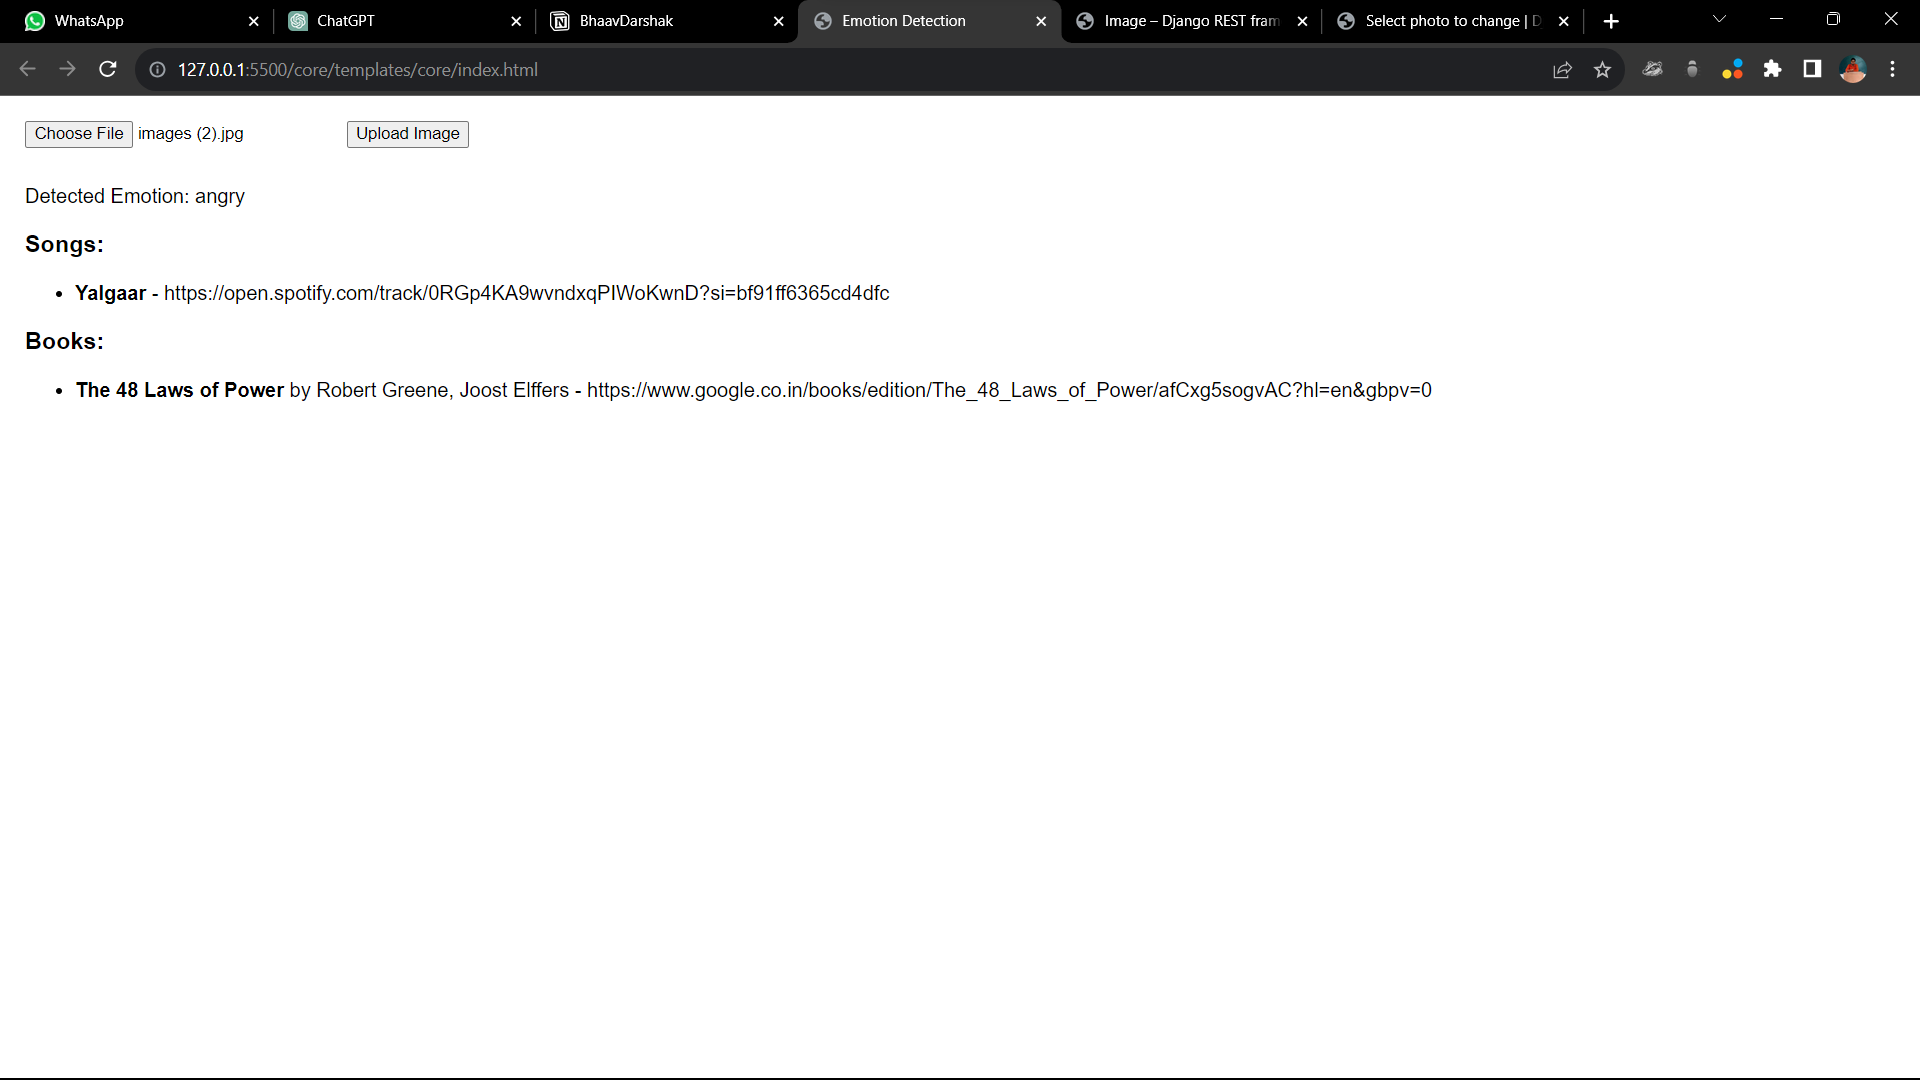 WhatsApp
ChatGPT
BhaavDarshak
Emotion Detection
Image – Django REST fram
Select photo to change | D
127.0.0.1:5500/core/templates/core/index.html
Choose File images (2).jpg Upload Image
Detected Emotion: angry
Songs:
• Yalgaar - https://open.spotify.com/track/0RGp4KA9wvndxqPIWoKwnD?si=bf91ff6365cd4dfc
Books:
• The 48 Laws of Power by Robert Greene, Joost Elffers - https://www.google.co.in/books/edition/The_48_Laws_of_Power/afCxg5sogvAC?hl=en&gbpv=0